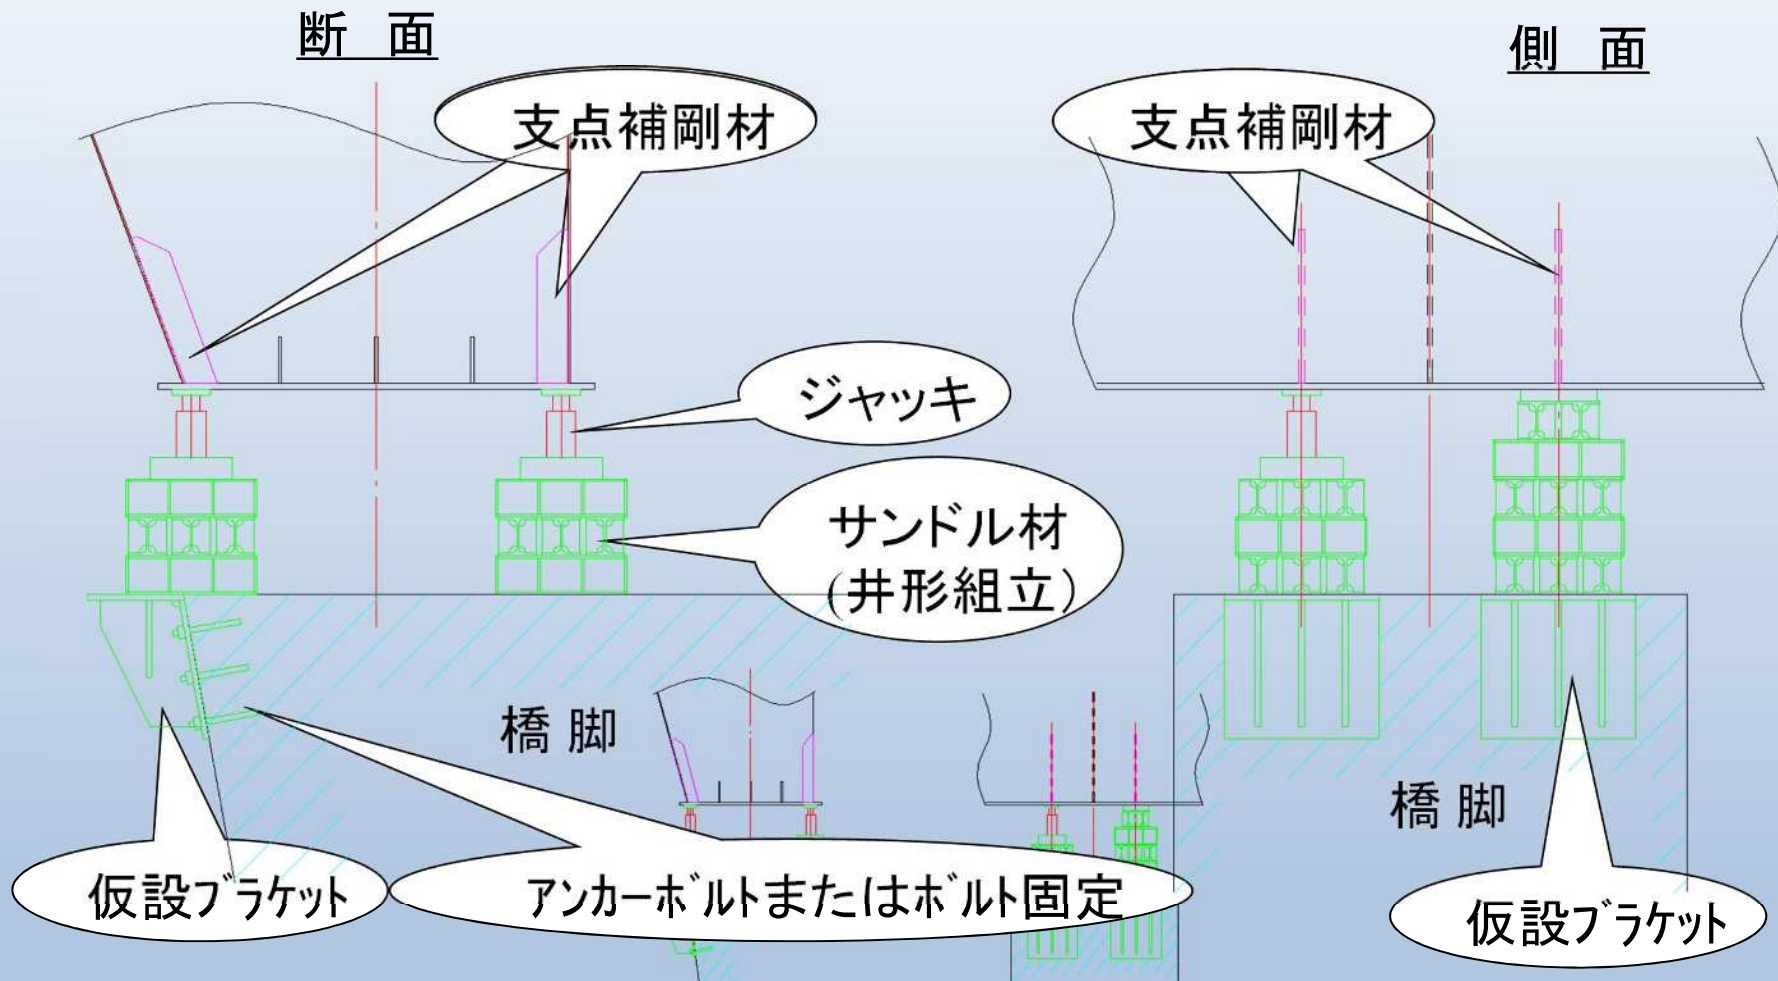 断 面
側 面
支点補剛材
支点補剛材
ジャッキ
サンドル材
(井形組立)
橋 脚
橋 脚
仮設ﾌﾞﾗｹｯﾄ
ｱﾝｶｰﾎﾞﾙﾄまたはﾎﾞﾙﾄ固定
仮設ﾌﾞﾗｹｯﾄ